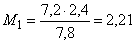 M₁ = 7,2 · 2,4 / 7,8 = 2,21